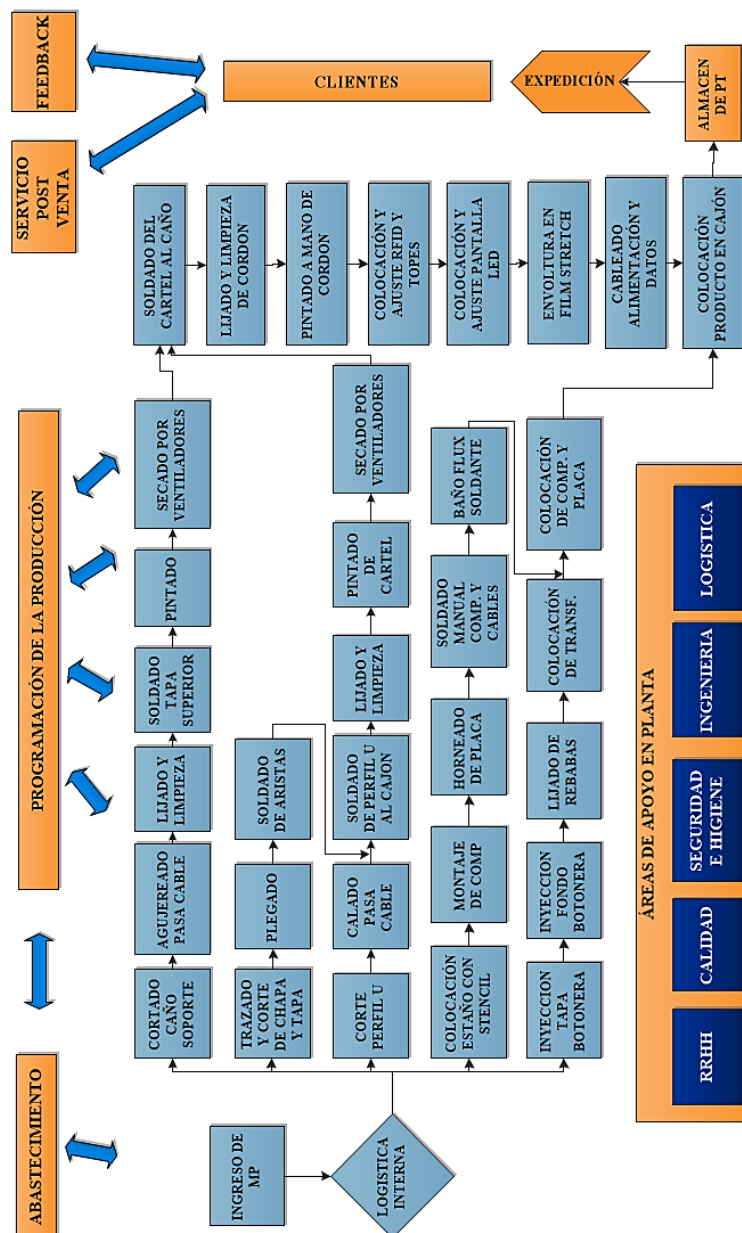 ABASTECIMIENTO
PROGRAMACIÓN DE LA PRODUCCIÓN
SERVICIO
POST
VENTA
FEEDBACK
INGRESO DE
MP
LOGISTICA
INTERNA
CORTADO
CAÑO
SOPORTE
AGUJEREADO
PASA CABLE
LIJADO Y
LIMPIEZA
SOLDADO
TAPA
SUPERIOR
PINTADO
SECADO POR
VENTILADORES
TRAZADO
Y CORTE
DE CHAPA
Y TAPA
PLEGADO
SOLDADO
DE ARISTAS
CORTE
PERFIL U
CALADO
PASA
CABLE
SOLDADO
DE PERFIL U
AL CAJON
LIJADO Y
LIMPIEZA
PINTADO
DE
CARTEL
SECADO POR
VENTILADORES
COLOCACIÓN
ESTAÑO CON
STENCIL
MONTAJE
DE COMP
HORNEADO
DE PLACA
SOLDADO
MANUAL
COMP. Y
CABLES
BAÑO FLUX
SOLDANTE
INYECCION
TAPA
BOTONERA
INYECCION
FONDO
BOTONERA
LIJADO DE
REBABAS
COLOCACIÓN
DE TRANSF.
COLOCACIÓN
DE COMP. Y
PLACA
SOLDADO DEL
CARTEL AL CAÑO
LIJADO Y LIMPIEZA
DE CORDON
PINTADO A MANO DE
CORDON
COLOCACIÓN Y
AJUSTE RFID Y
TOPES
COLOCACIÓN Y
AJUSTE PANTALLA
LED
ENVOLTURA EN
FILM STRETCH
CABLEADO
ALIMENTACIÓN Y
DATOS
COLOCACIÓN
PRODUCTO EN CAJÓN
ALMACEN
DE PT
EXPEDICIÓN
CLIENTES
ÁREAS DE APOYO EN PLANTA
RRHH
CALIDAD
SEGURIDAD
E HIGIENE
INGENIERIA
LOGISTICA